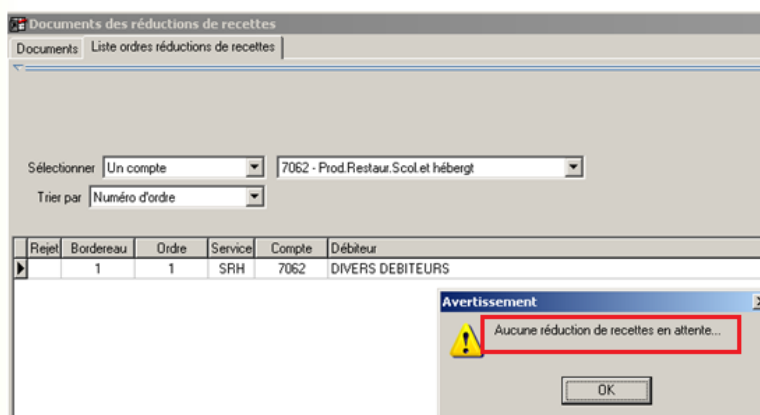 Documents des réductions de recettes
Documents Liste ordres réductions de recettes
Sélectionner Un compte 7062 - Prod.Restaur.Scol.et hébergt
Trier par Numéro d'ordre
Rejet Bordereau Ordre Service Compte Débiteur
1 1 SRH 7062 DIVERS DEBITEURS
Avertissement
Aucune réduction de recettes en attente...
OK